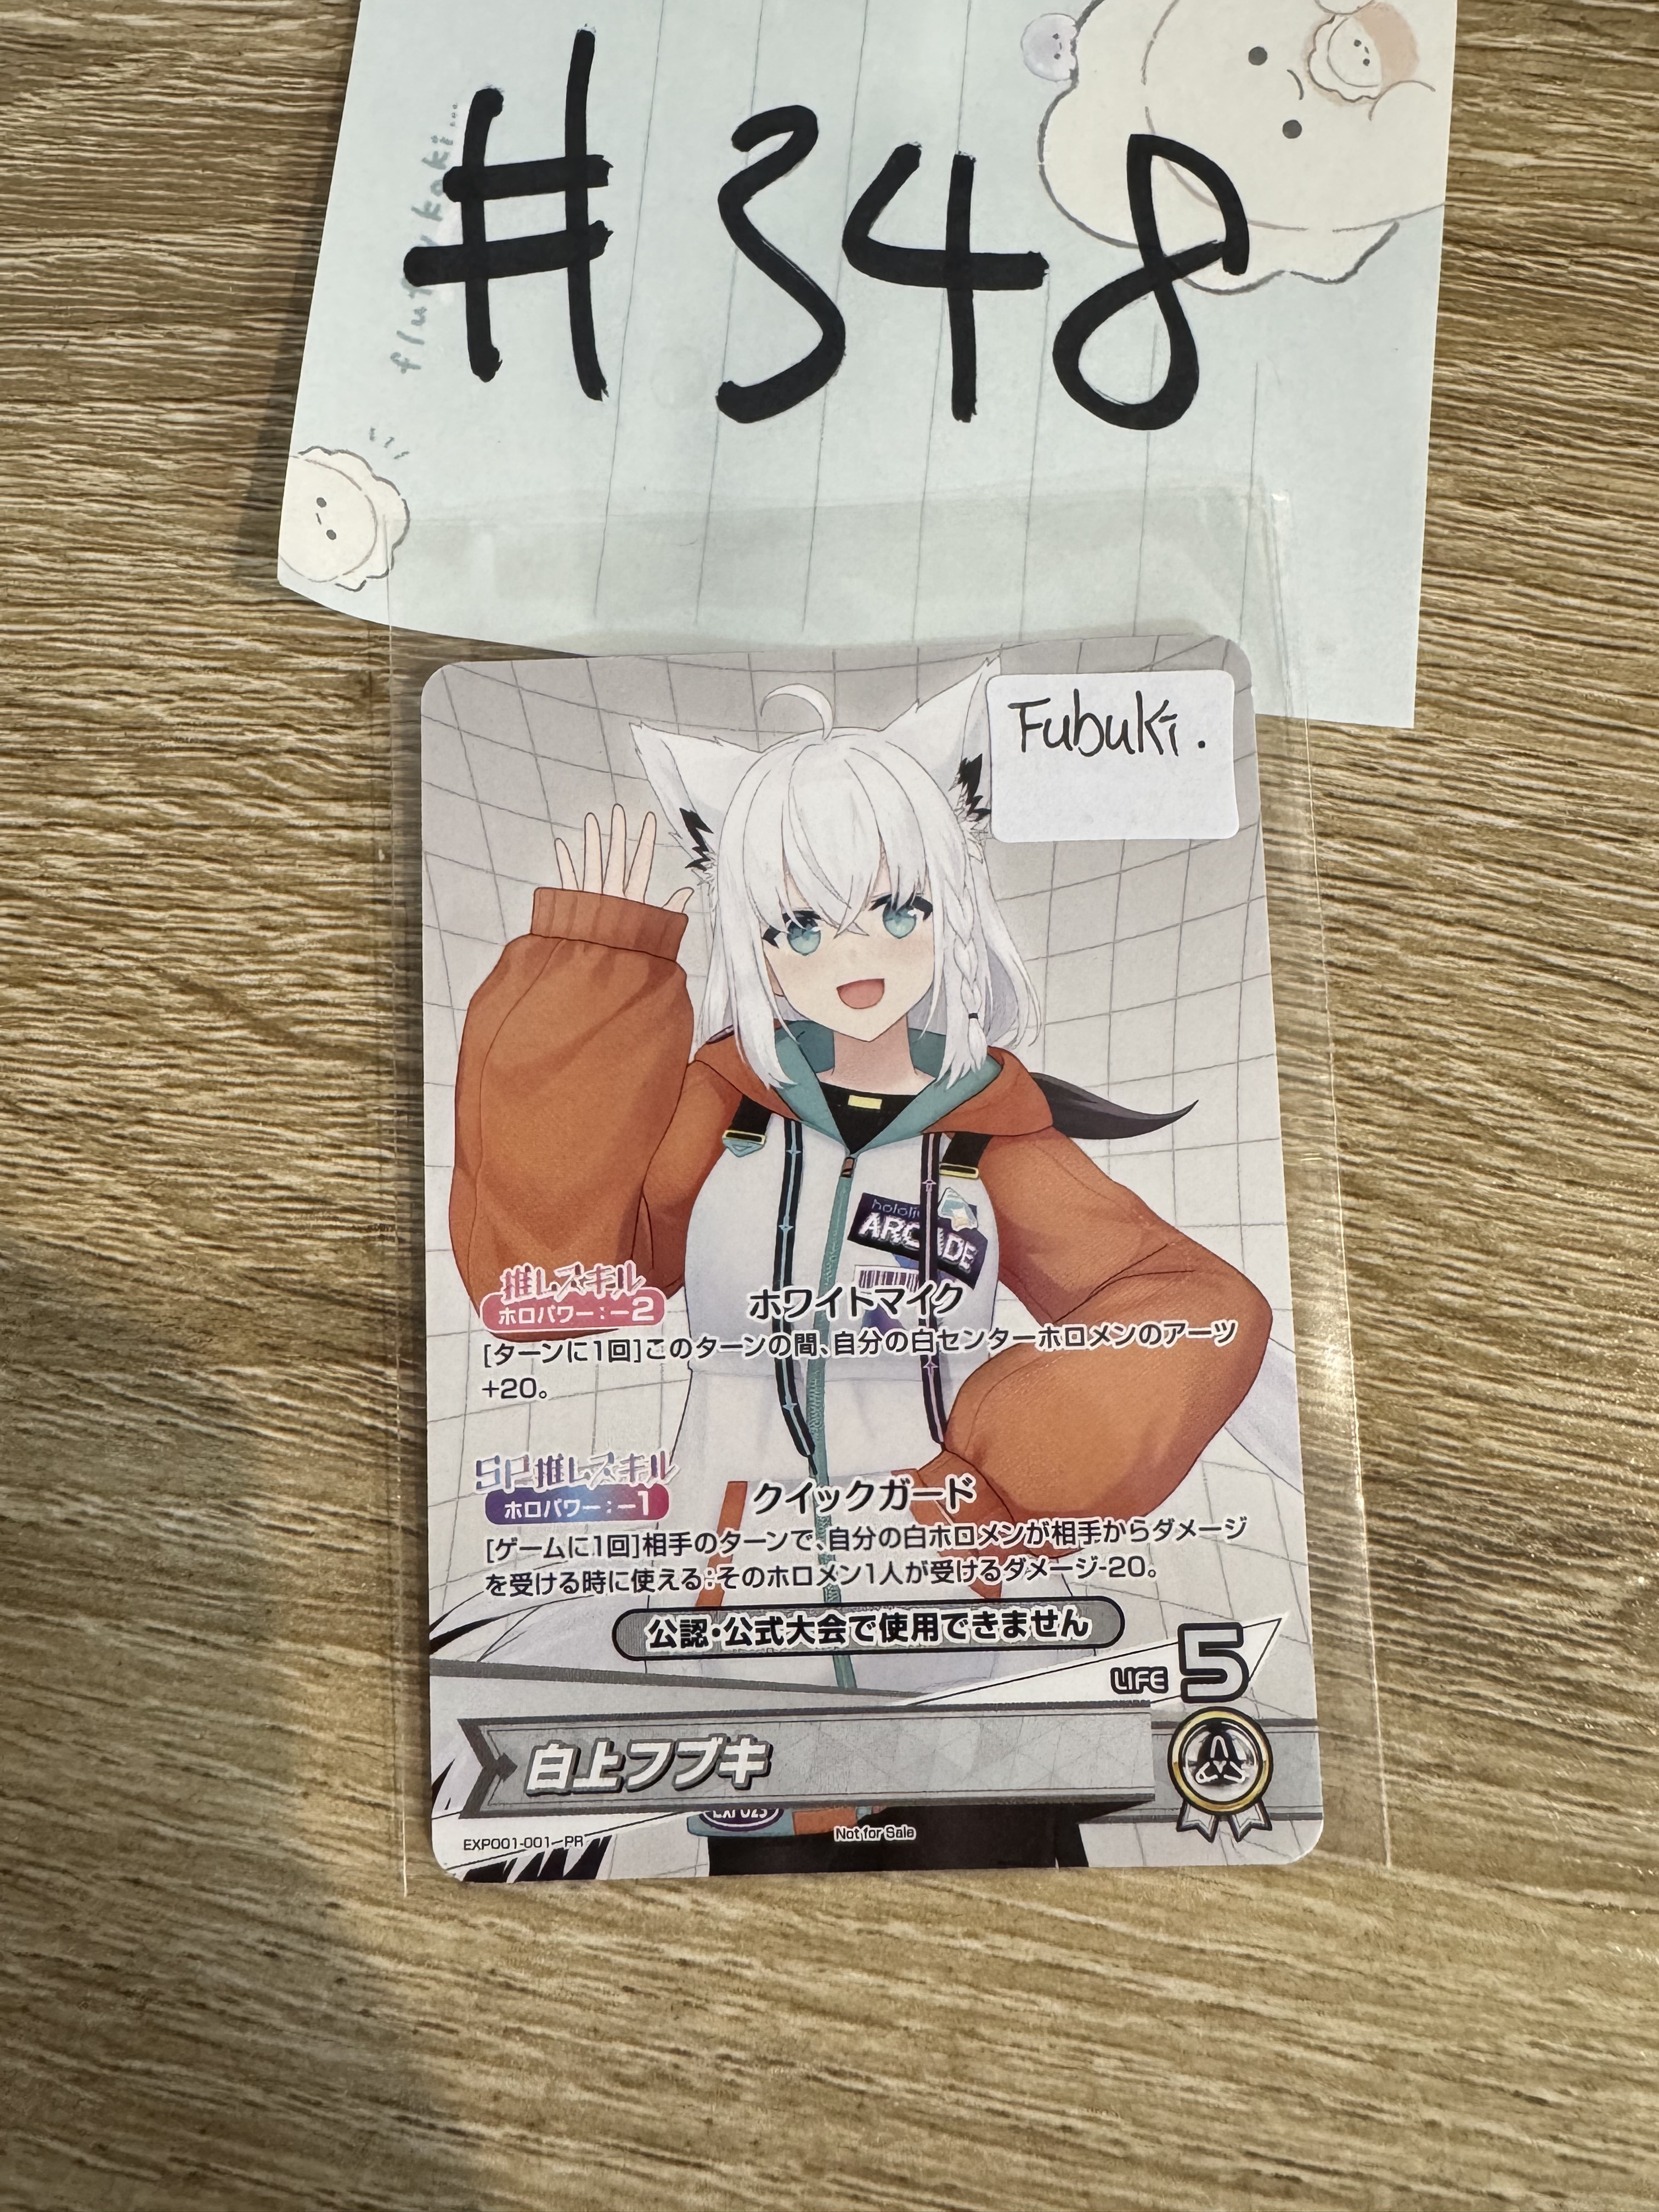 #348
Fubuki.
ARCADE
推しスキル
ホロパワー：-2
ホワイトマイク
[ターンに1回]このターンの間、自分の白センターホロメンのアーツ
+20。
SP推しスキル
ホロパワー：-1
クイックガード
[ゲームに1回]相手のターンで、自分の白ホロメンが相手からダメージ
を受ける時に使える：そのホロメン1人が受けるダメージ-20。
公認・公式大会で使用できません
LIFE 5
白上フブキ
EXP001-001 PR
Not for Sale